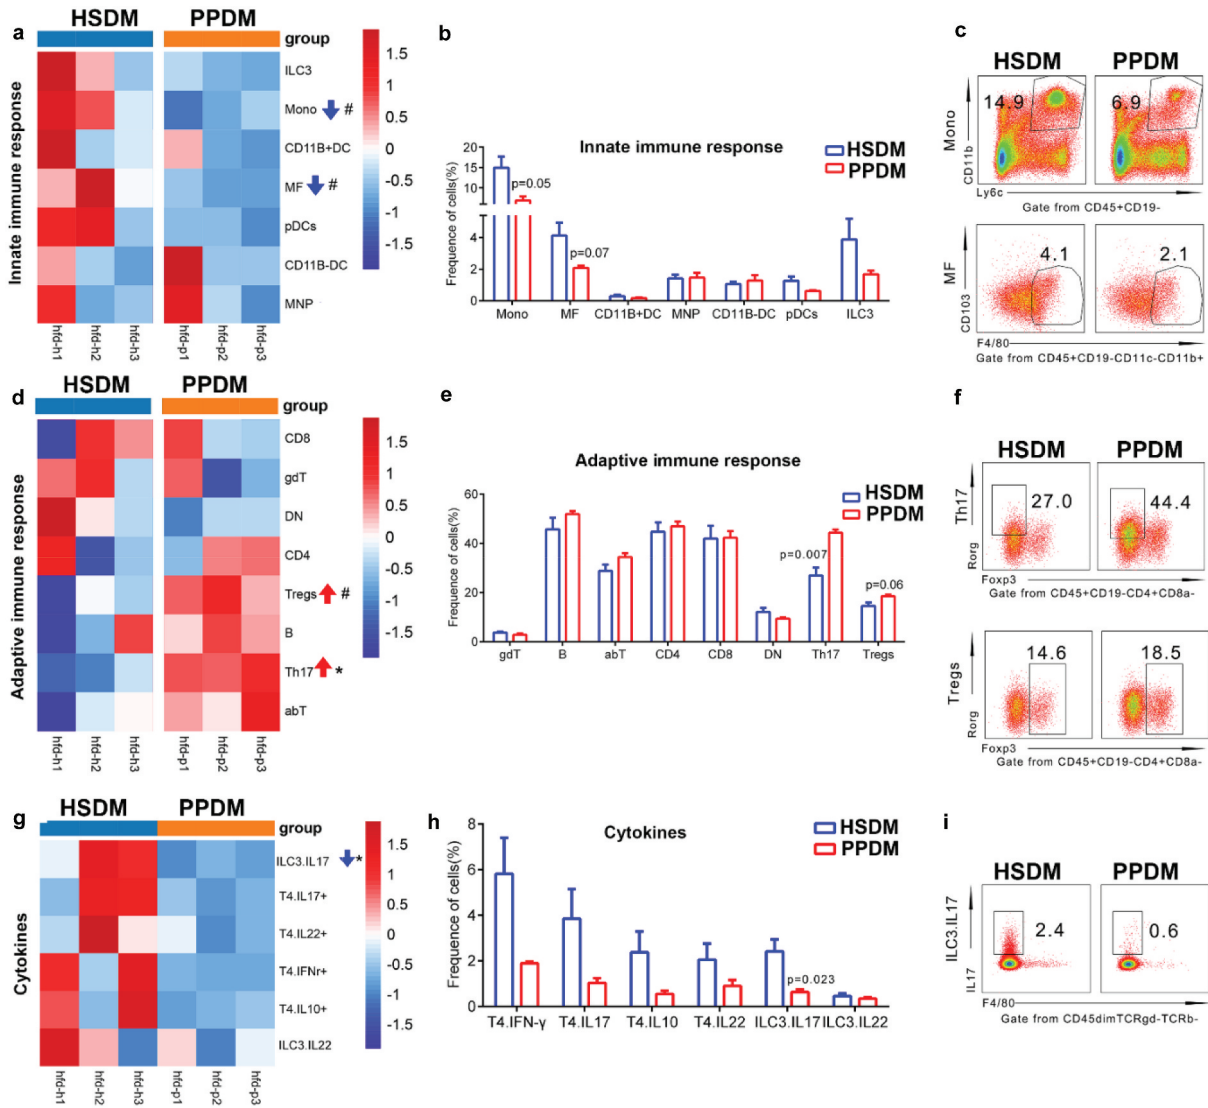 a
HSDM PPDM
group
Innate immune response
ILC3
Mono #
CD11B+DC
MF #
pDCs
CD11B-DC
MNP
1.5
1
0.5
0
-0.5
-1
-1.5
hfd-h1 hfd-h2 hfd-h3 hfd-p1 hfd-p2 hfd-p3
b
Innate immune response
HSDM
PPDM
Frequence of cells(%)
20
15
10
5
6
4
2
0
p=0.05
p=0.07
Mono MF CD11B+DC MNP CD11B-DC pDCs ILC3
c
HSDM PPDM
Mono
CD11b
14.9 6.9
Ly6c
Gate from CD45+CD19-
MF
CD103
4.1 2.1
F4/80
Gate from CD45+CD19-CD11c-CD11b+
d
HSDM PPDM
group
Adaptive immune response
CD8
gdT
DN
CD4
Tregs #
B
Th17 *
abT
1.5
1
0.5
0
-0.5
-1
-1.5
hfd-h1 hfd-h2 hfd-h3 hfd-p1 hfd-p2 hfd-p3
e
Adaptive immune response
HSDM
PPDM
Frequence of cells(%)
60
40
20
0
p=0.007
p=0.06
gdT B abT CD4 CD8 DN Th17 Tregs
f
HSDM PPDM
Th17
Rorg
27.0 44.4
Foxp3
Gate from CD45+CD19-CD4+CD8a-
Tregs
Rorg
14.6 18.5
Foxp3
Gate from CD45+CD19-CD4+CD8a-
g
HSDM PPDM
group
Cytokines
ILC3.IL17 *
T4.IL17+
T4.IL22+
T4.IFNr+
T4.IL10+
ILC3.IL22
1.5
1
0.5
0
-0.5
-1
-1.5
hfd-h1 hfd-h2 hfd-h3 hfd-p1 hfd-p2 hfd-p3
h
Cytokines
HSDM
PPDM
Frequence of cells(%)
8
6
4
2
0
p=0.023
T4.IFN-γ T4.IL17 T4.IL10 T4.IL22 ILC3.IL17 ILC3.IL22
i
HSDM PPDM
ILC3.IL17
IL17
2.4 0.6
F4/80
Gate from CD45dimTCRgd-TCRb-